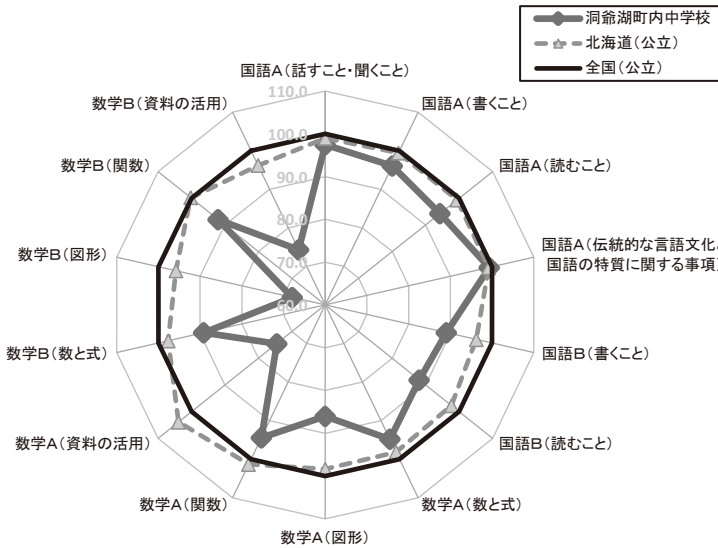 洞爺湖町内中学校
北海道(公立)
全国(公立)
国語A(話すこと・聞くこと)
国語A(書くこと)
国語A(読むこと)
国語A(伝統的な言語文化
国語の特質に関する事項)
国語B(書くこと)
国語B(読むこと)
数学A(数と式)
数学A(図形)
数学A(関数)
数学A(資料の活用)
数学B(数と式)
数学B(図形)
数学B(関数)
数学B(資料の活用)
110.0
100.0
90.0
80.0
70.0
60.0